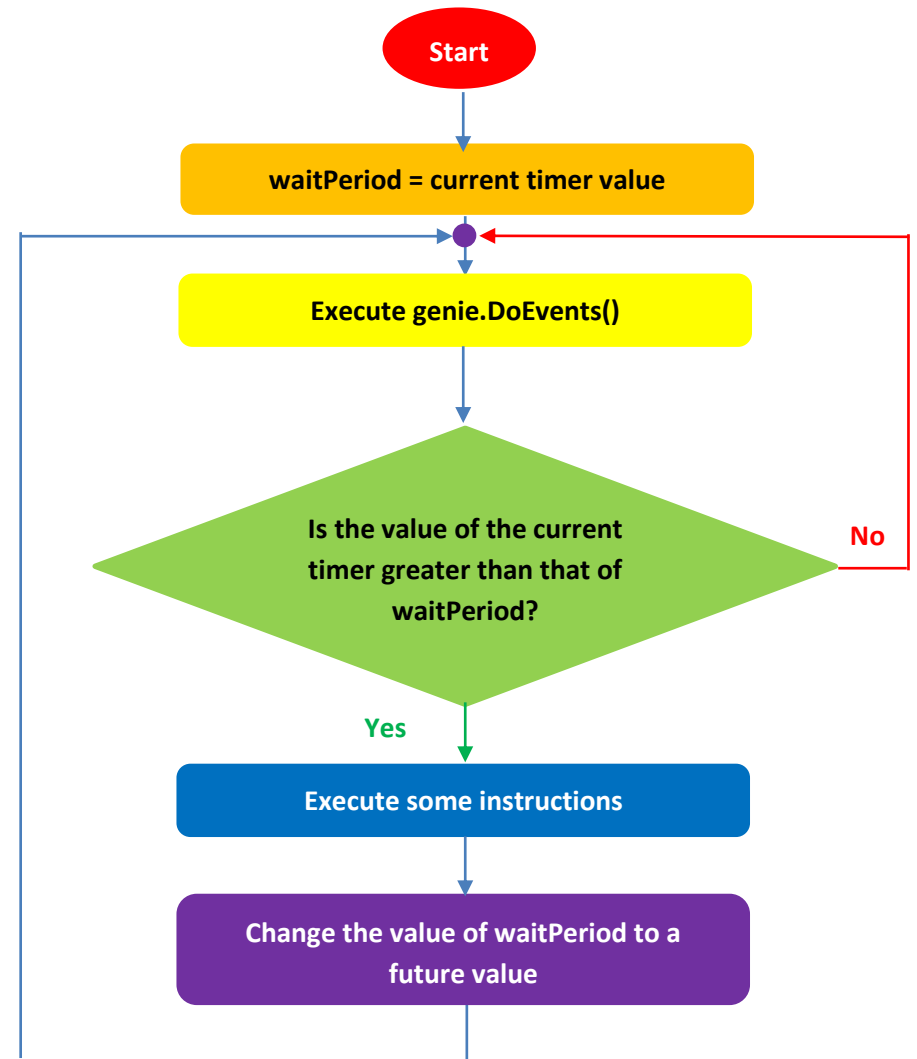 Start
waitPeriod = current timer value
Execute genie.DoEvents()
Is the value of the current
timer greater than that of
waitPeriod?
No
Yes
Execute some instructions
Change the value of waitPeriod to a
future value